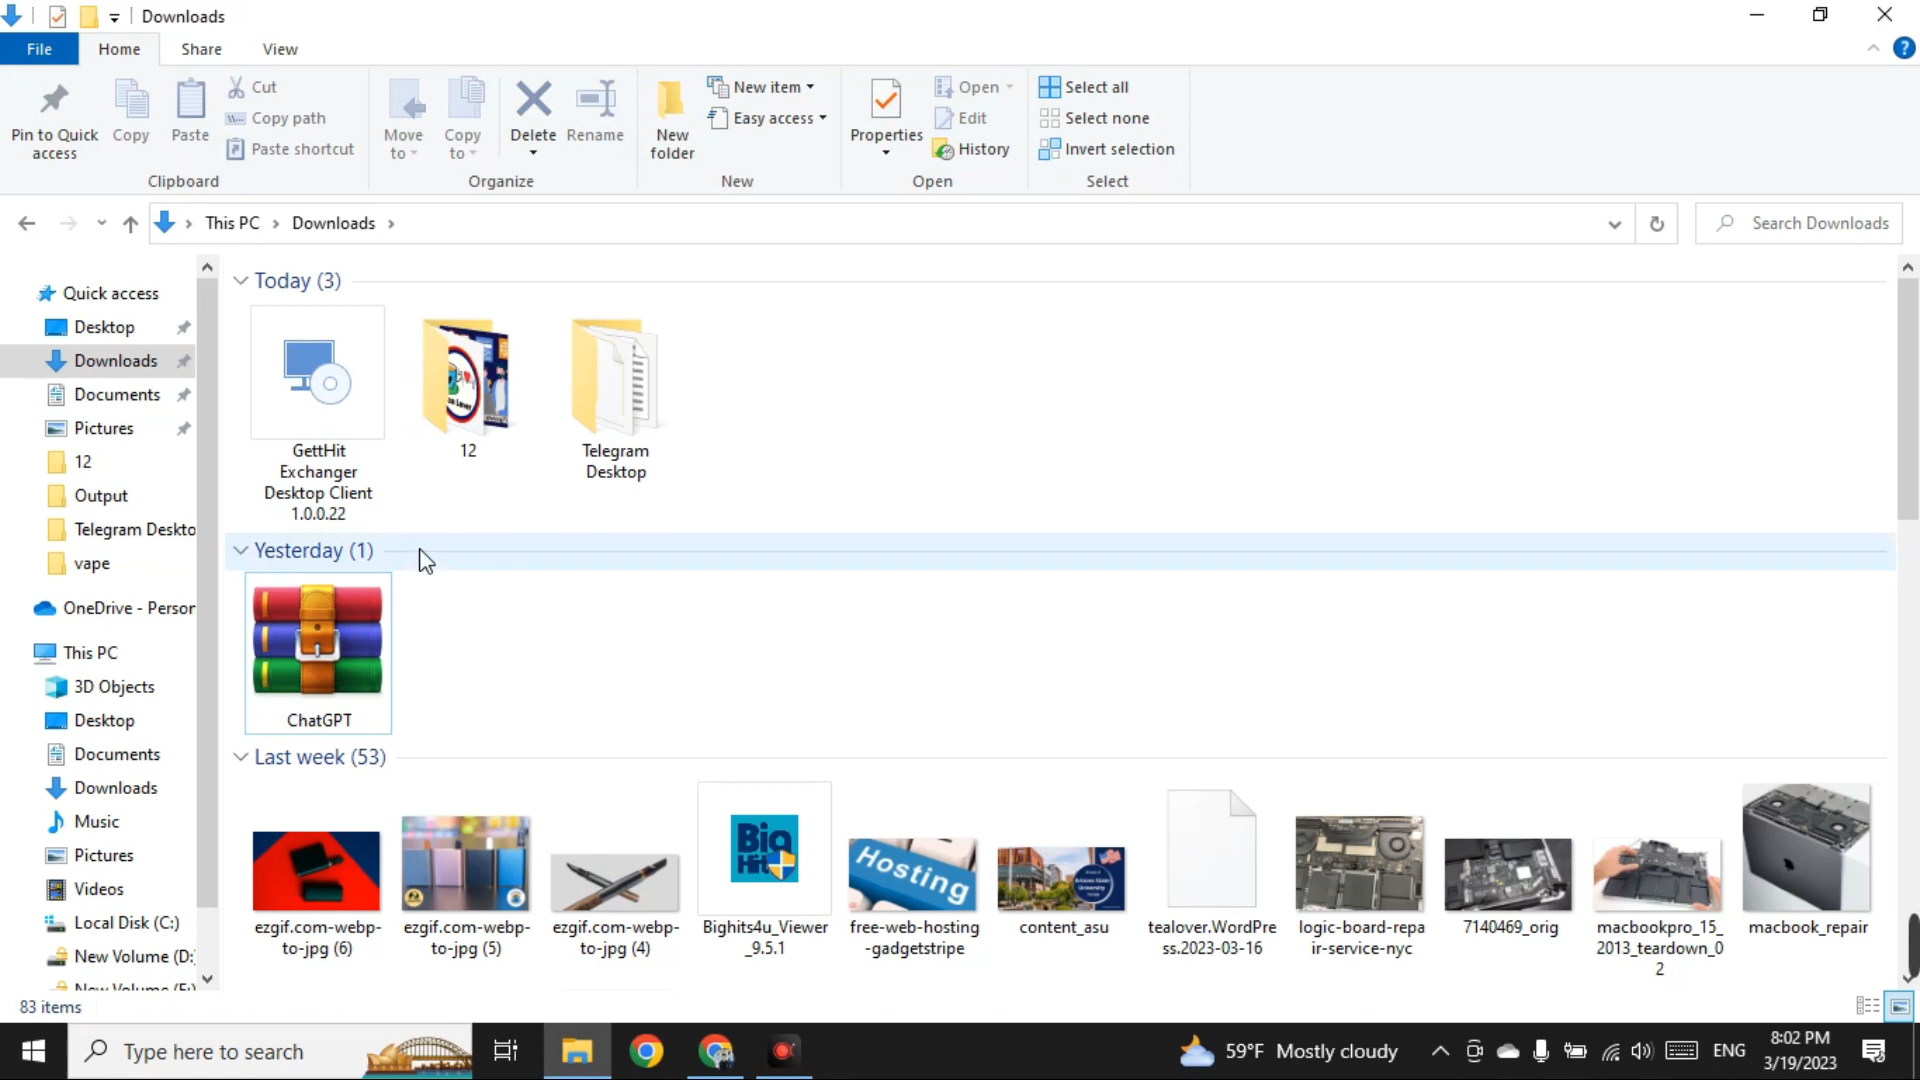 Downloads
File
Home
Share
View
Pin to Quick
access
Copy
Paste
Cut
Copy path
Paste shortcut
Clipboard
Move
to
Copy
to
Delete
Rename
Organize
New
folder
New item
Easy access
New
Properties
Open
Edit
History
Open
Select all
Select none
Invert selection
Select
This PC
Downloads
Search Downloads
Quick access
Desktop
Downloads
Documents
Pictures
12
Output
Telegram Deskto
vape
OneDrive - Person
This PC
3D Objects
Desktop
Documents
Downloads
Music
Pictures
Videos
Local Disk (C:)
New Volume (D:
New Volume (E:)
Today (3)
GettHit
Exchanger
Desktop Client
1.0.0.22
12
Telegram
Desktop
Yesterday (1)
ChatGPT
Last week (53)
Big
Hit
Hosting
ezgif.com-webp-
to-jpg (6)
ezgif.com-webp-
to-jpg (5)
ezgif.com-webp-
to-jpg (4)
Bighits4u_Viewer
_9.5.1
free-web-hosting
-gadgetstripe
content_asu
tealover.WordPre
ss.2023-03-16
logic-board-repa
ir-service-nyc
7140469_orig
macbookpro_15_
2013_teardown_0
2
macbook_repair
83 items
Type here to search
59°F Mostly cloudy
ENG
8:02 PM
3/19/2023